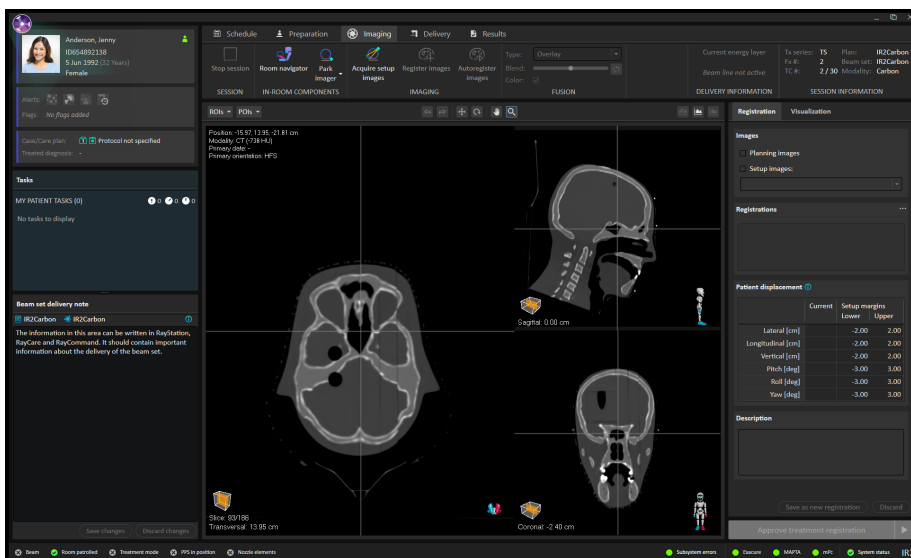 Anderson, Jenny
ID654892138
5 Jun 1992 (32 Years)
Female
Alerts:
Flags: No flags added
Case/Care plan: Protocol not specified
Treated diagnosis: -
Tasks
MY PATIENT TASKS (0) 0 0 0
No tasks to display
Beam set delivery note
IR2Carbon IR2Carbon
The information in this area can be written in RayStation,
RayCare and RayCommand. It should contain important
information about the delivery of the beam set.
Save changes Discard changes
Schedule Preparation Imaging Delivery Results
Stop session
SESSION
Room navigator
Park
imager
IN-ROOM COMPONENTS
Acquire setup
images
Register images
Autoregister
images
IMAGING
Type: Overlay
Blend:
Color:
FUSION
Current energy layer
Beam line not active
DELIVERY INFORMATION
Tx series: TS Plan: IR2Carbon
Fx #: 2 Beam set: IR2Carbon
TC #: 2 / 30 Modality: Carbon
SESSION INFORMATION
ROIs POIs
Position: -15.97, 13.95, -21.81 cm
Modality: CT (-738 HU)
Primary date: -
Primary orientation: HFS
Slice: 93/186
Transversal: 13.95 cm
Sagittal: 0.00 cm
Coronal: -2.40 cm
Registration Visualization
Images
Planning images
Setup images:
Registrations
Patient displacement
Current Setup margins
Lower Upper
Lateral [cm] -2.00 2.00
Longitudinal [cm] -2.00 2.00
Vertical [cm] -2.00 2.00
Pitch [deg] -3.00 3.00
Roll [deg] -3.00 3.00
Yaw [deg] -3.00 3.00
Description
Save as new registration Discard
Approve treatment registration
Beam Room patrolled Treatment mode PPS in position Nozzle elements Subsystem errors Exacure MAPTA mPc System status IR